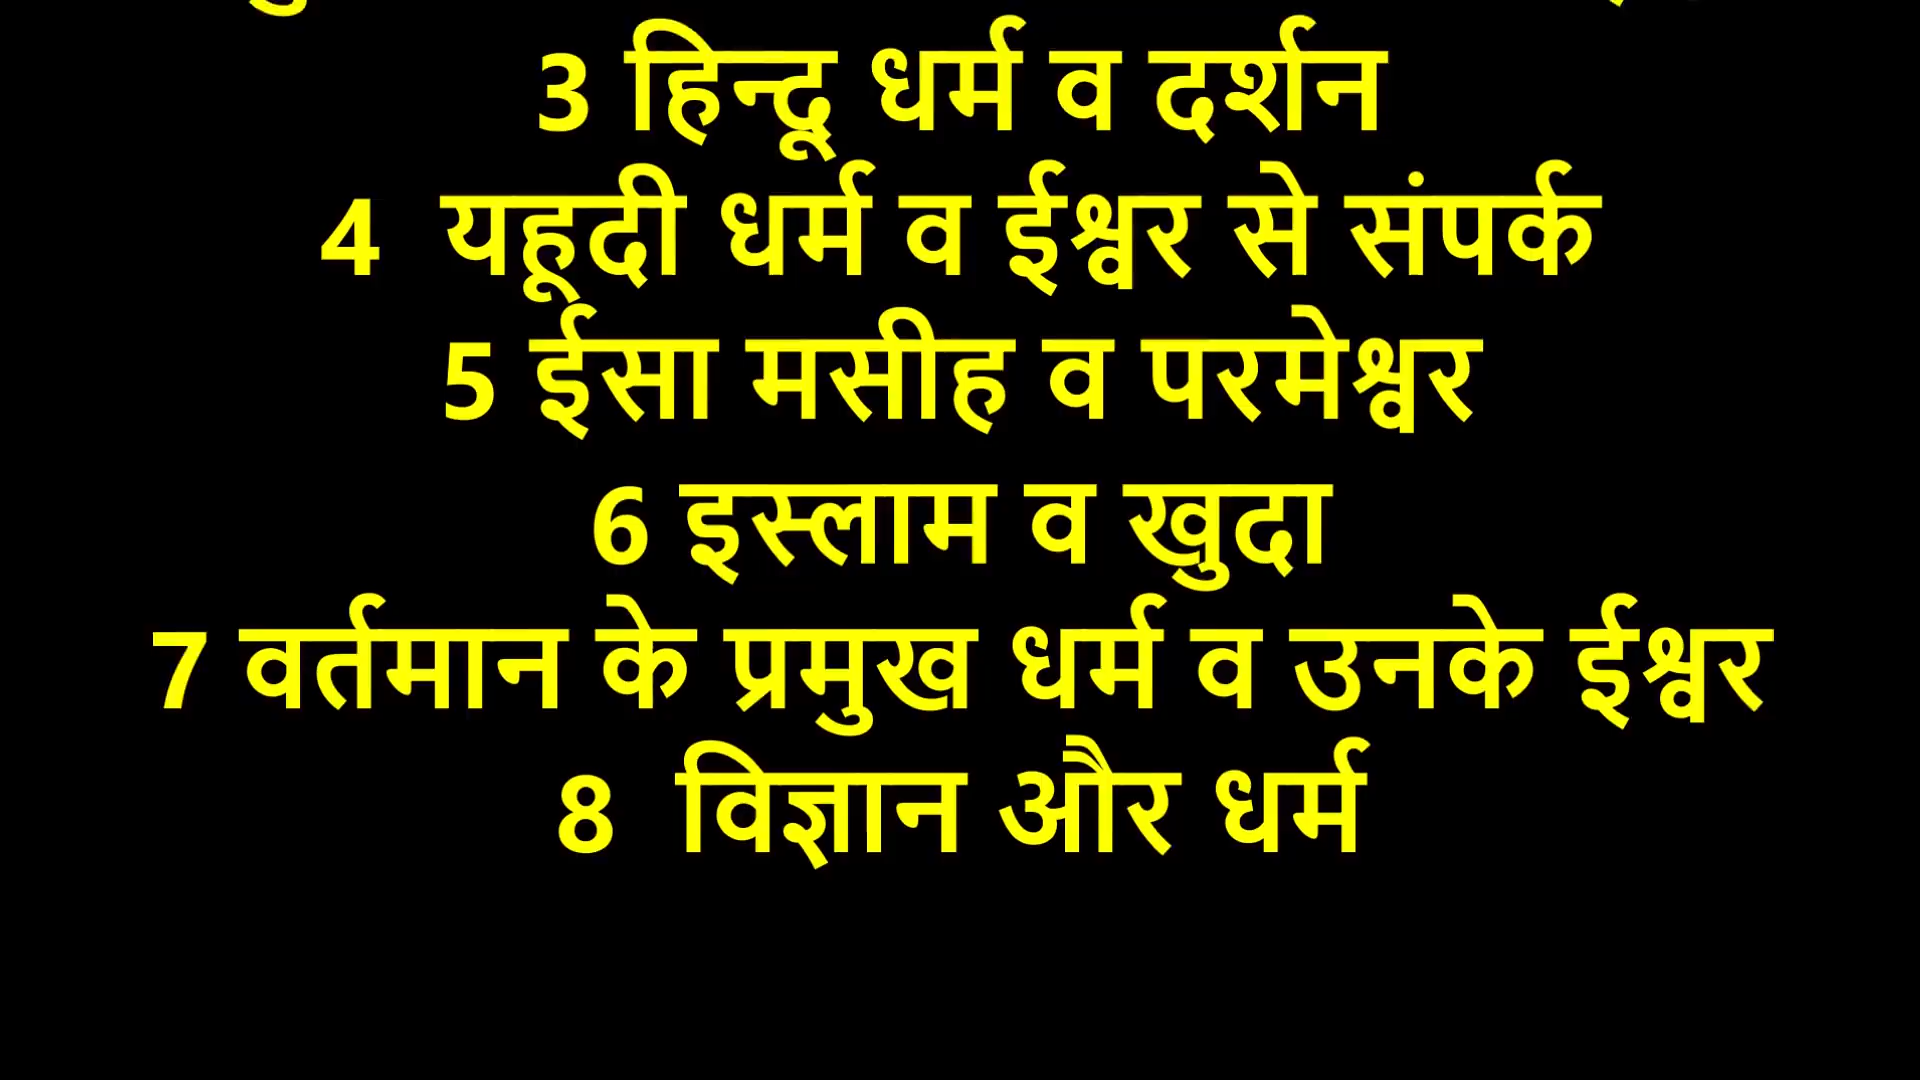 3 हिन्दू धर्म व दर्शन
4 यहूदी धर्म व ईश्वर से संपर्क
5 ईसा मसीह व परमेश्वर
6 इस्लाम व खुदा
7 वर्तमान के प्रमुख धर्म व उनके ईश्वर
8 विज्ञान और धर्म